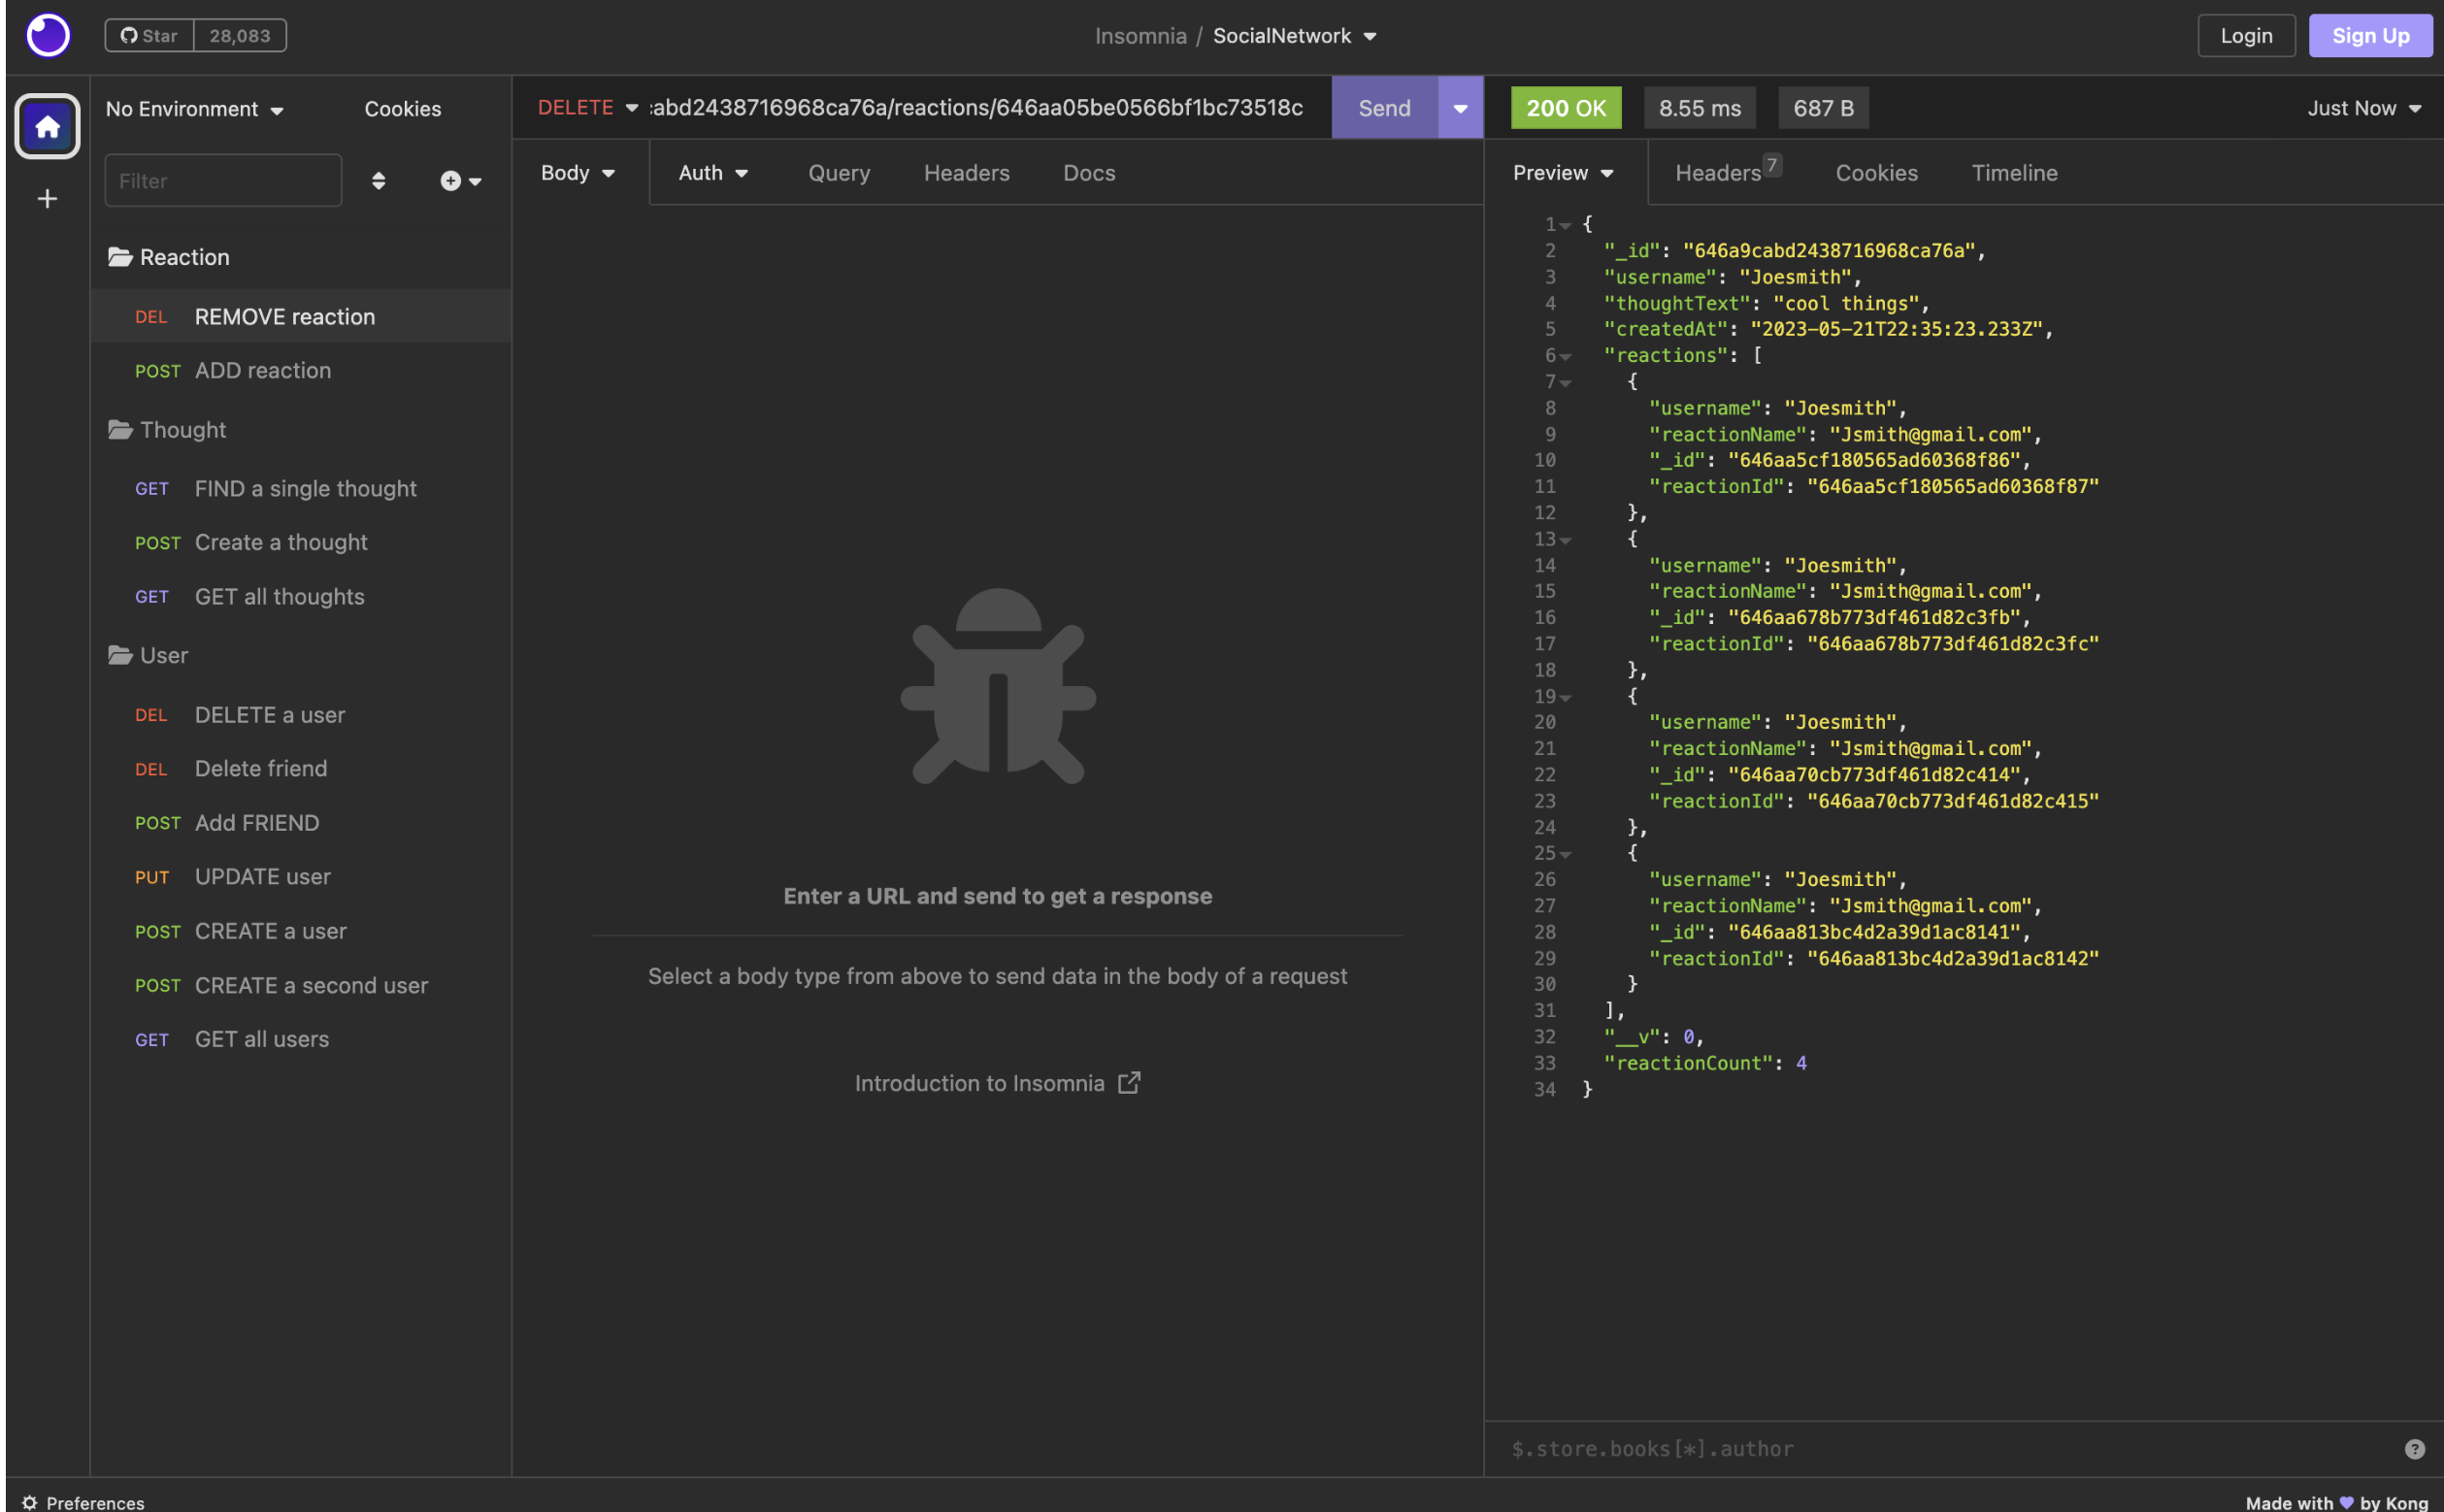 Star 28,083
Insomnia / SocialNetwork
Login
Sign Up
No Environment
Cookies
Filter
Reaction
DEL REMOVE reaction
POST ADD reaction
Thought
GET FIND a single thought
POST Create a thought
GET GET all thoughts
User
DEL DELETE a user
DEL Delete friend
POST Add FRIEND
PUT UPDATE user
POST CREATE a user
POST CREATE a second user
GET GET all users
DELETE :abd2438716968ca76a/reactions/646aa05be0566bf1bc73518c Send
Body Auth Query Headers Docs
Enter a URL and send to get a response
Select a body type from above to send data in the body of a request
Introduction to Insomnia
200 OK 8.55 ms 687 B Just Now
Preview Headers 7 Cookies Timeline
1 {
2 "_id": "646a9cabd2438716968ca76a",
3 "username": "Joesmith",
4 "thoughtText": "cool things",
5 "createdAt": "2023-05-21T22:35:23.233Z",
6 "reactions": [
7 {
8 "username": "Joesmith",
9 "reactionName": "Jsmith@gmail.com",
10 "_id": "646aa5cf180565ad60368f86",
11 "reactionId": "646aa5cf180565ad60368f87"
12 },
13 {
14 "username": "Joesmith",
15 "reactionName": "Jsmith@gmail.com",
16 "_id": "646aa678b773df461d82c3fb",
17 "reactionId": "646aa678b773df461d82c3fc"
18 },
19 {
20 "username": "Joesmith",
21 "reactionName": "Jsmith@gmail.com",
22 "_id": "646aa70cb773df461d82c414",
23 "reactionId": "646aa70cb773df461d82c415"
24 },
25 {
26 "username": "Joesmith",
27 "reactionName": "Jsmith@gmail.com",
28 "_id": "646aa813bc4d2a39d1ac8141",
29 "reactionId": "646aa813bc4d2a39d1ac8142"
30 }
31 ],
32 "__v": 0,
33 "reactionCount": 4
34 }
$.store.books[*].author
Preferences
Made with 💜 by Kong